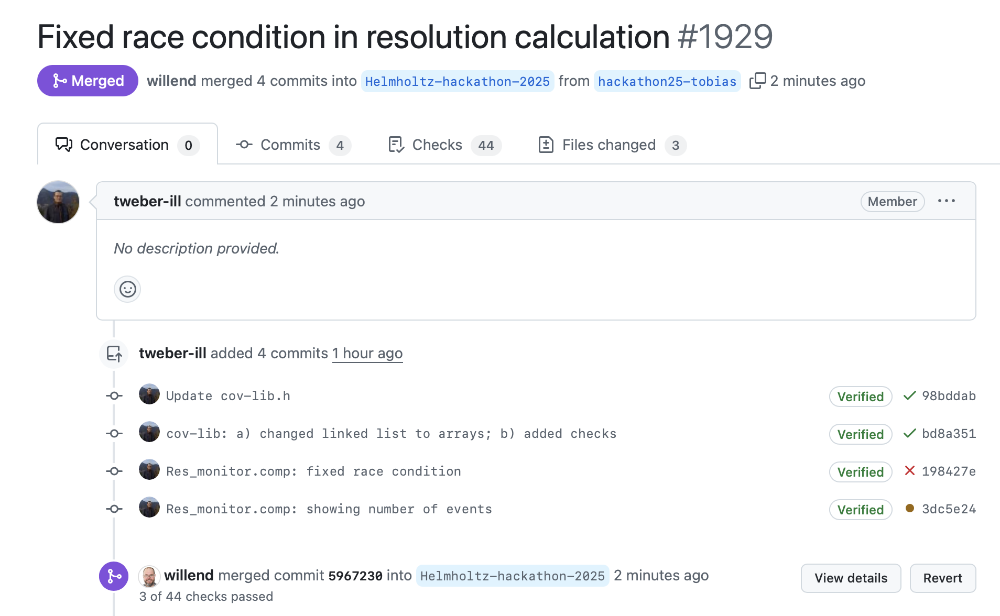 Fixed race condition in resolution calculation #1929
Merged willend merged 4 commits into Helmholtz-hackathon-2025 from hackathon25-tobias 2 minutes ago
Conversation 0 Commits 4 Checks 44 Files changed 3
tweber-ill commented 2 minutes ago Member
No description provided.
tweber-ill added 4 commits 1 hour ago
Update cov-lib.h Verified 98bddab
cov-lib: a) changed linked list to arrays; b) added checks Verified bd8a351
Res_monitor.comp: fixed race condition Verified 198427e
Res_monitor.comp: showing number of events Verified 3dc5e24
willend merged commit 5967230 into Helmholtz-hackathon-2025 2 minutes ago View details Revert
3 of 44 checks passed